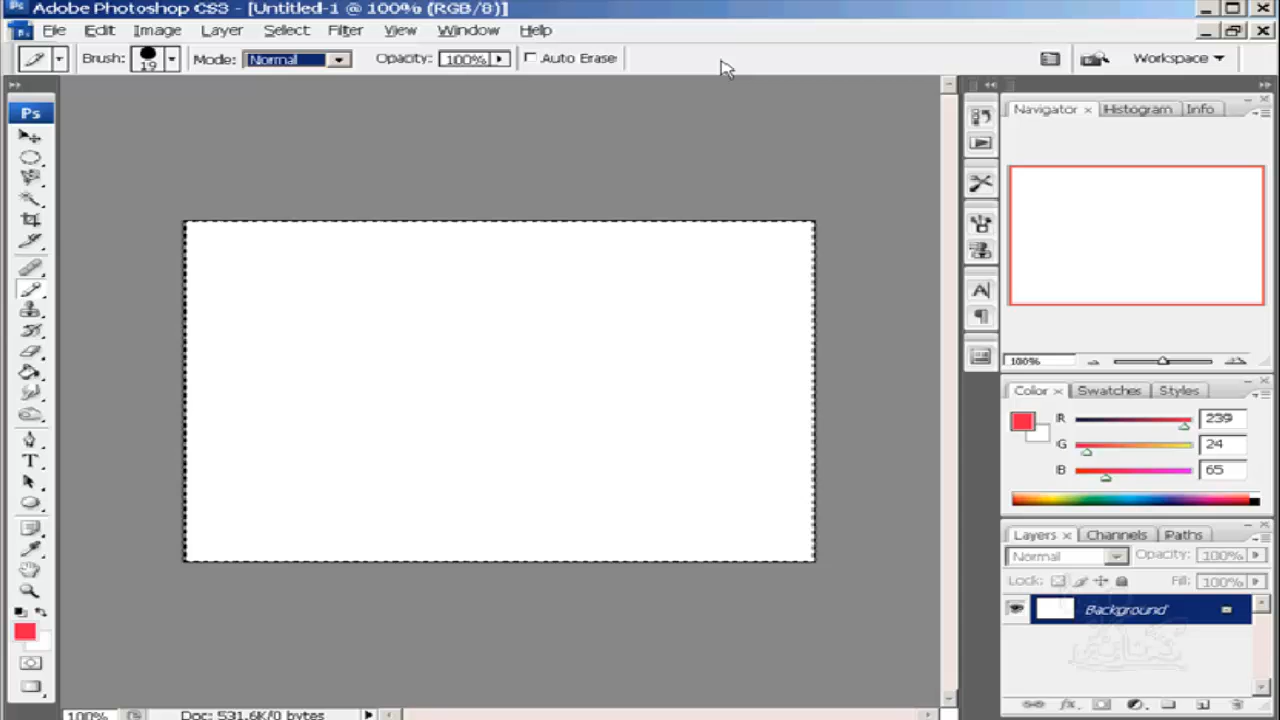 Adobe Photoshop CS3 - [Untitled-1 @ 100% (RGB/8)]
File Edit Image Layer Select Filter View Window Help
Brush: 19 Mode: Normal Opacity: 100% Auto Erase Workspace
Ps
Navigator × Histogram Info
100%
Color × Swatches Styles
R 239
G 24
B 65
Layers × Channels Paths
Normal Opacity: 100%
Lock: Fill: 100%
Background
100% Doc: 531.6K/0 bytes